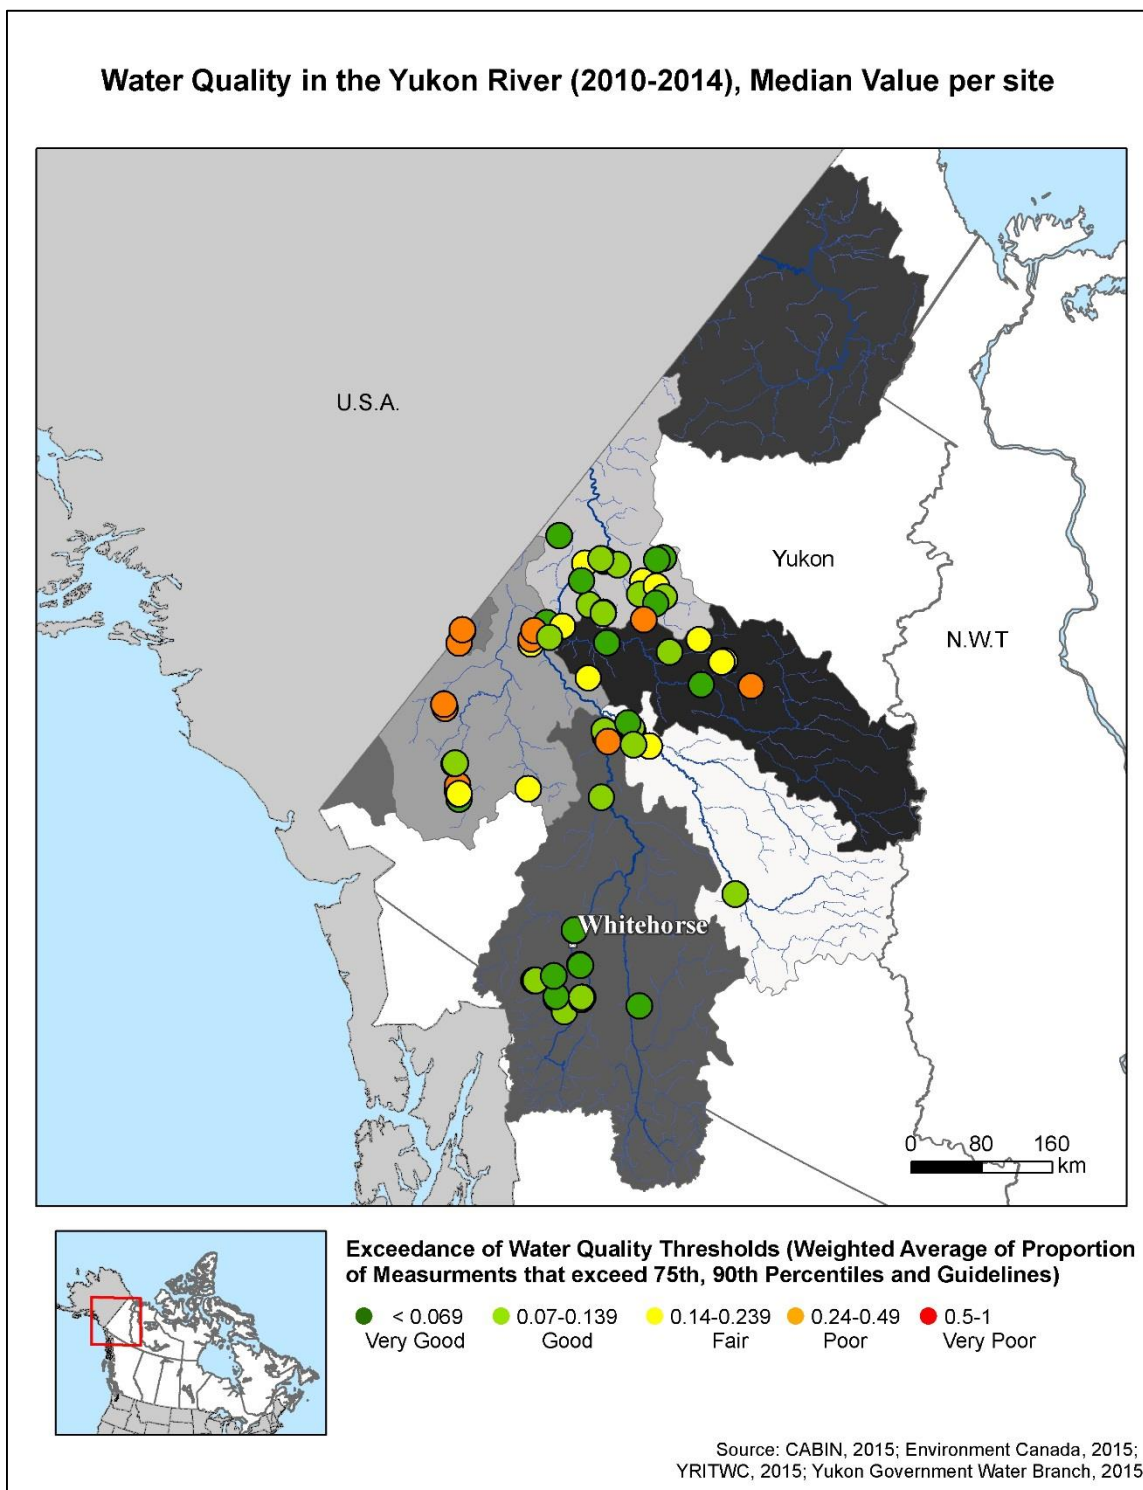 Water Quality in the Yukon River (2010-2014), Median Value per site
U.S.A.
Yukon
N.W.T
Whitehorse
0 80 160
km
Exceedance of Water Quality Thresholds (Weighted Average of Proportion
of Measurments that exceed 75th, 90th Percentiles and Guidelines)
< 0.069 0.07-0.139 0.14-0.239 0.24-0.49 0.5-1
Very Good Good Fair Poor Very Poor
Source: CABIN, 2015; Environment Canada, 2015;
YRITWC, 2015; Yukon Government Water Branch, 2015